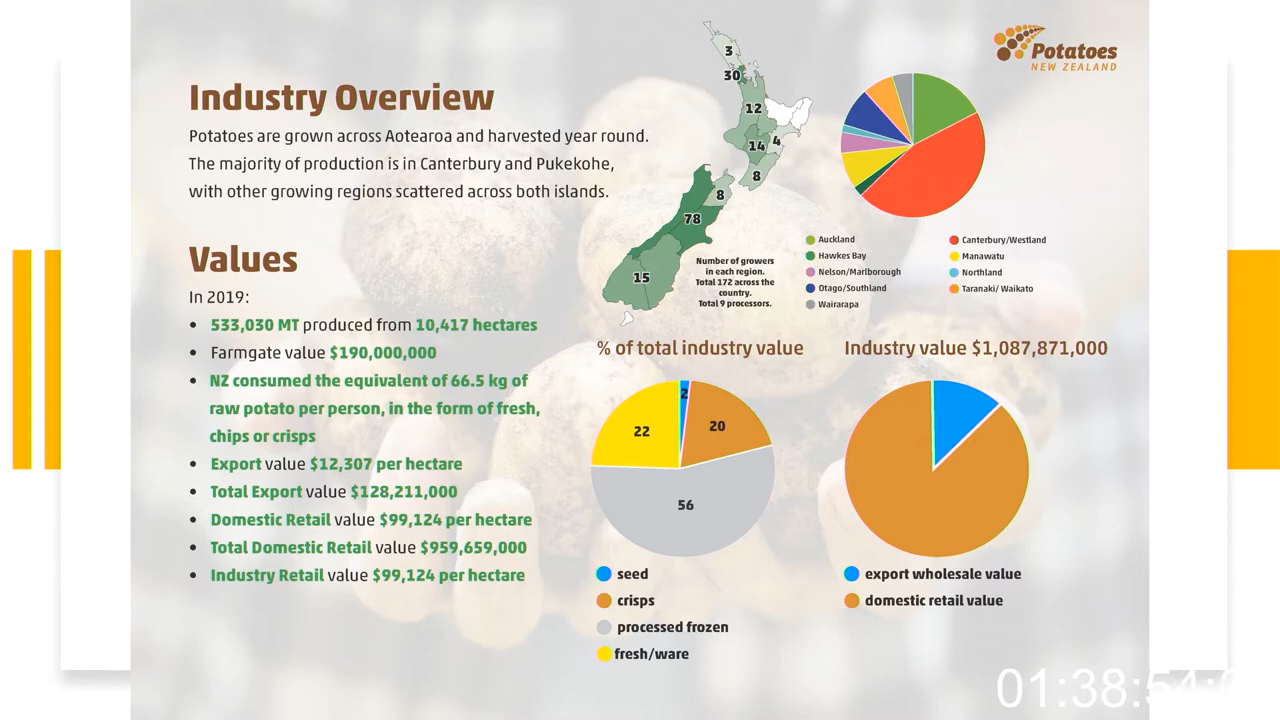 Potatoes
NEW ZEALAND
Industry Overview
Potatoes are grown across Aotearoa and harvested year round.
The majority of production is in Canterbury and Pukekohe,
with other growing regions scattered across both islands.
Values
In 2019:
• 533,030 MT produced from 10,417 hectares
• Farmgate value $190,000,000
• NZ consumed the equivalent of 66.5 kg of
raw potato per person, in the form of fresh,
chips or crisps
• Export value $12,307 per hectare
• Total Export value $128,211,000
• Domestic Retail value $99,124 per hectare
• Total Domestic Retail value $959,659,000
• Industry Retail value $99,124 per hectare
3
30
12
14
4
8
8
78
15
Number of growers
in each region.
Total 172 across the
country.
Total 9 processors.
Auckland
Hawkes Bay
Nelson/Marlborough
Otago/Southland
Wairarapa
Canterbury/Westland
Manawatu
Northland
Taranaki/ Waikato
% of total industry value
2
20
22
56
seed
crisps
processed frozen
fresh/ware
Industry value $1,087,871,000
export wholesale value
domestic retail value
01:38:54